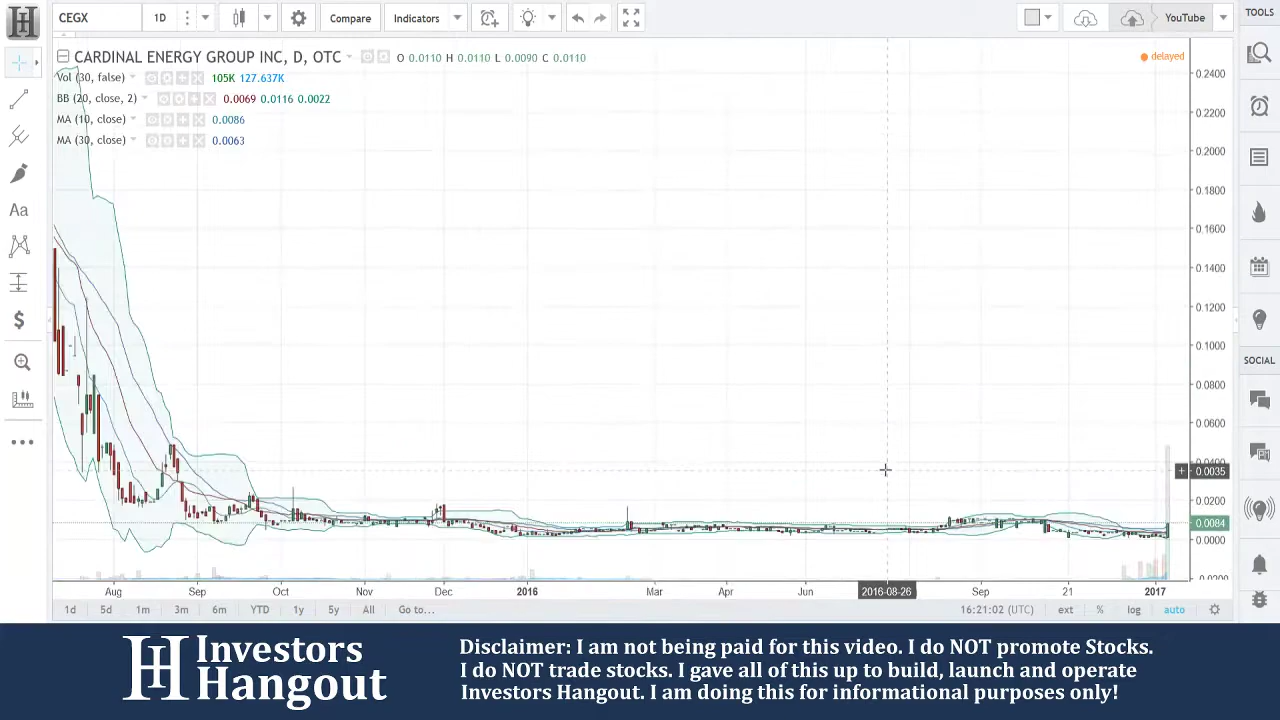 CEGX 1D Compare Indicators YouTube TOOLS
CARDINAL ENERGY GROUP INC, D, OTC O 0.0110 H 0.0110 L 0.0090 C 0.0110 delayed
Vol (30, false) 105K 127.637K
BB (20, close, 2) 0.0069 0.0116 0.0022
MA (10, close) 0.0086
MA (30, close) 0.0063
0.2400
0.2200
0.2000
0.1800
0.1600
0.1400
0.1200
0.1000
0.0800
0.0600
0.0400
0.0035
0.0200
0.0084
0.0000
-0.0200
Aa
$
SOCIAL
Aug Sep Oct Nov Dec 2016 Mar Apr Jun 2016-08-26 Sep 21 2017
1d 5d 1m 3m 6m YTD 1y 5y All Go to... 16:21:02 (UTC) ext % log auto
Investors
Hangout
Disclaimer: I am not being paid for this video. I do NOT promote Stocks.
I do NOT trade stocks. I gave all of this up to build, launch and operate
Investors Hangout. I am doing this for informational purposes only!